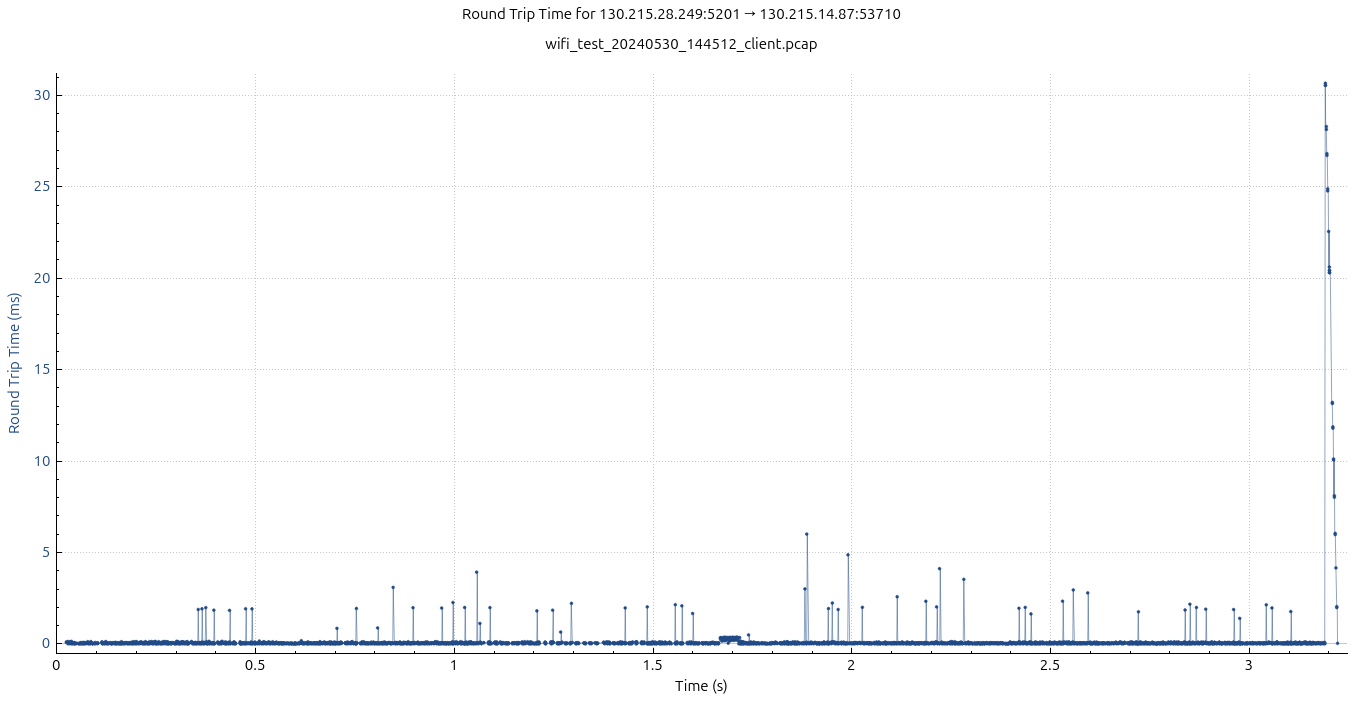 Round Trip Time for 130.215.28.249:5201 → 130.215.14.87:53710
wifi_test_20240530_144512_client.pcap
Round Trip Time (ms)
30
25
20
15
10
5
0
0 0.5 1 1.5 2 2.5 3
Time (s)